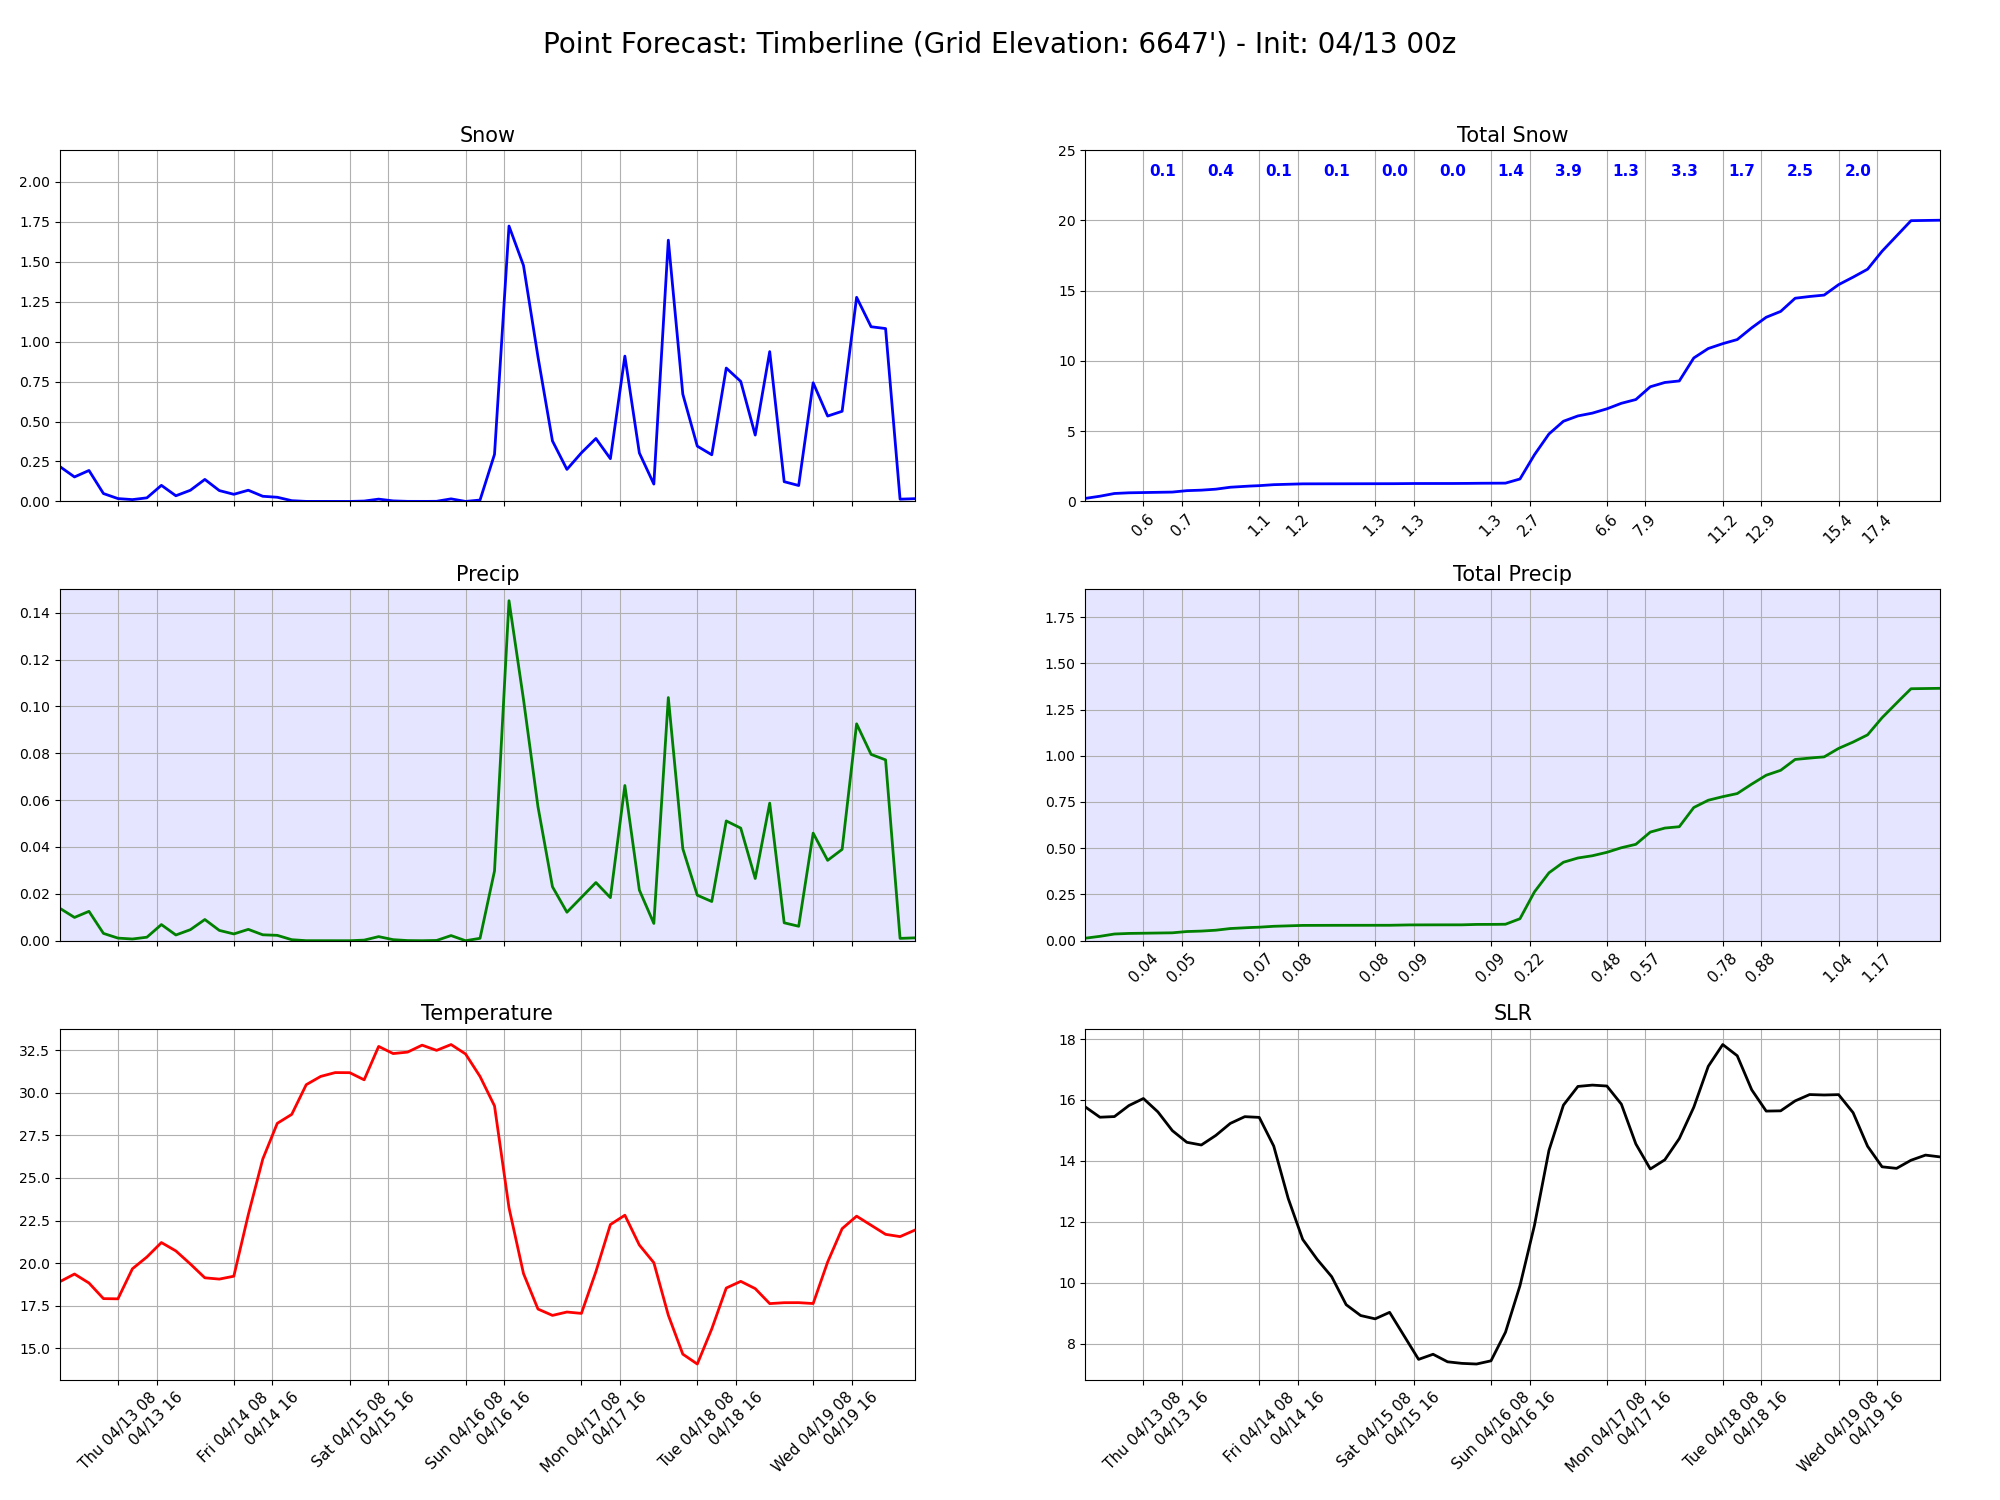 Point Forecast: Timberline (Grid Elevation: 6647') - Init: 04/13 00z
Snow
2.00
1.75
1.50
1.25
1.00
0.75
0.50
0.25
0.00
Total Snow
0.1 0.4 0.1 0.1 0.0 0.0 1.4 3.9 1.3 3.3 1.7 2.5 2.0
25
20
15
10
5
0
0.6 0.7 1.1 1.2 1.3 1.3 1.3 2.7 6.6 7.9 11.2 12.9 15.4 17.4
Precip
0.14
0.12
0.10
0.08
0.06
0.04
0.02
0.00
Total Precip
1.75
1.50
1.25
1.00
0.75
0.50
0.25
0.00
0.04 0.05 0.07 0.08 0.08 0.09 0.09 0.22 0.48 0.57 0.78 0.88 1.04 1.17
Temperature
32.5
30.0
27.5
25.0
22.5
20.0
17.5
15.0
Thu 04/13 08
04/13 16
Fri 04/14 08
04/14 16
Sat 04/15 08
04/15 16
Sun 04/16 08
04/16 16
Mon 04/17 08
04/17 16
Tue 04/18 08
04/18 16
Wed 04/19 08
04/19 16
SLR
18
16
14
12
10
8
Thu 04/13 08
04/13 16
Fri 04/14 08
04/14 16
Sat 04/15 08
04/15 16
Sun 04/16 08
04/16 16
Mon 04/17 08
04/17 16
Tue 04/18 08
04/18 16
Wed 04/19 08
04/19 16